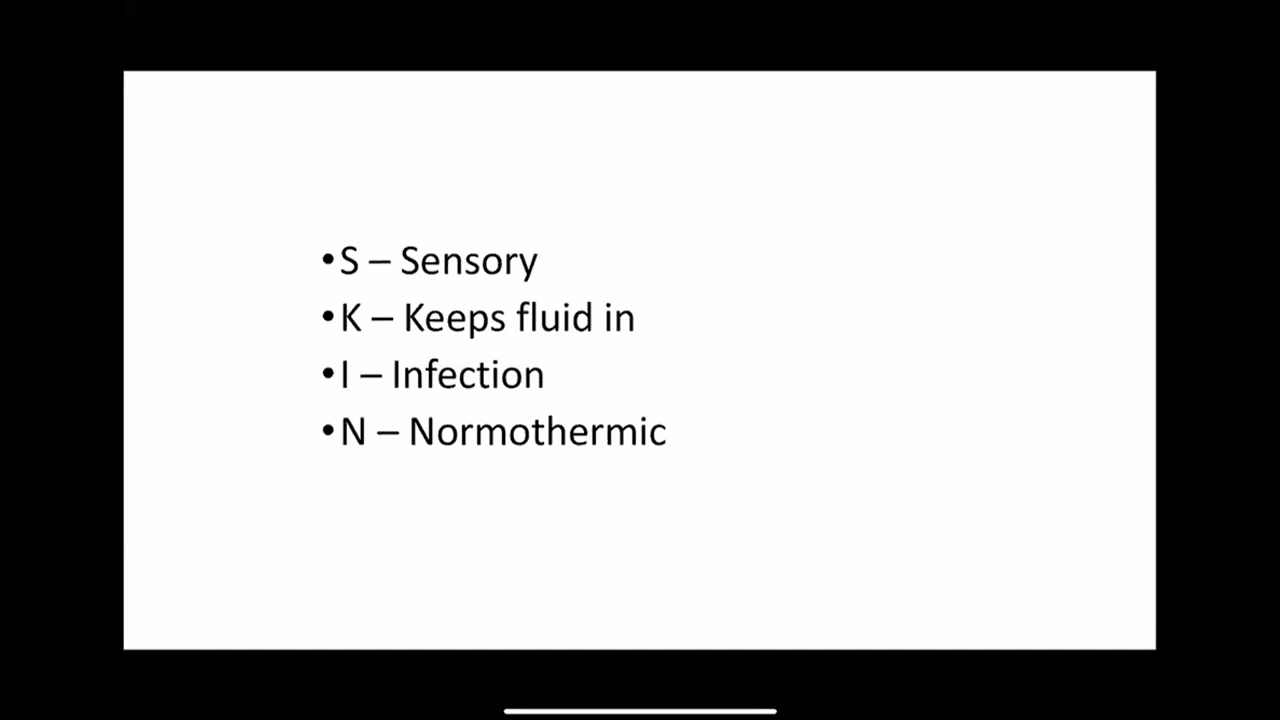 •S – Sensory
•K – Keeps fluid in
•I – Infection
•N – Normothermic